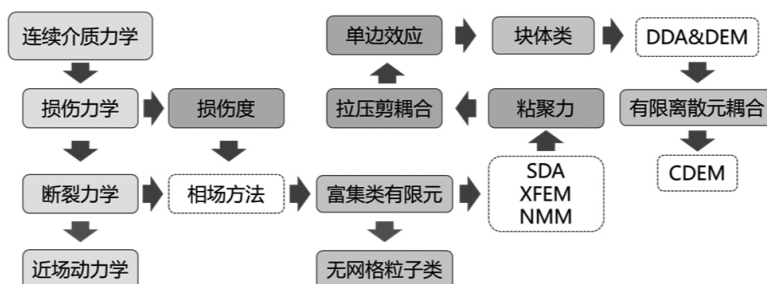 连续介质力学
单边效应
块体类
DDA&DEM
损伤力学
损伤度
拉压剪耦合
粘聚力
有限离散元耦合
断裂力学
相场方法
富集类有限元
SDA
XFEM
NMM
CDEM
近场动力学
无网格粒子类